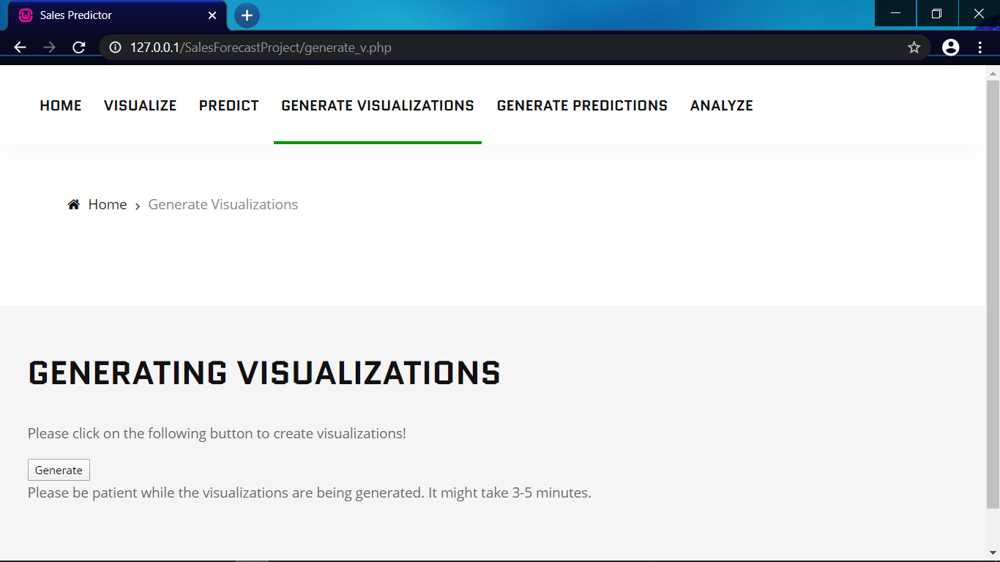 Sales Predictor
127.0.0.1/SalesForecastProject/generate_v.php
HOME VISUALIZE PREDICT GENERATE VISUALIZATIONS GENERATE PREDICTIONS ANALYZE
Home › Generate Visualizations
GENERATING VISUALIZATIONS
Please click on the following button to create visualizations!
Generate
Please be patient while the visualizations are being generated. It might take 3-5 minutes.